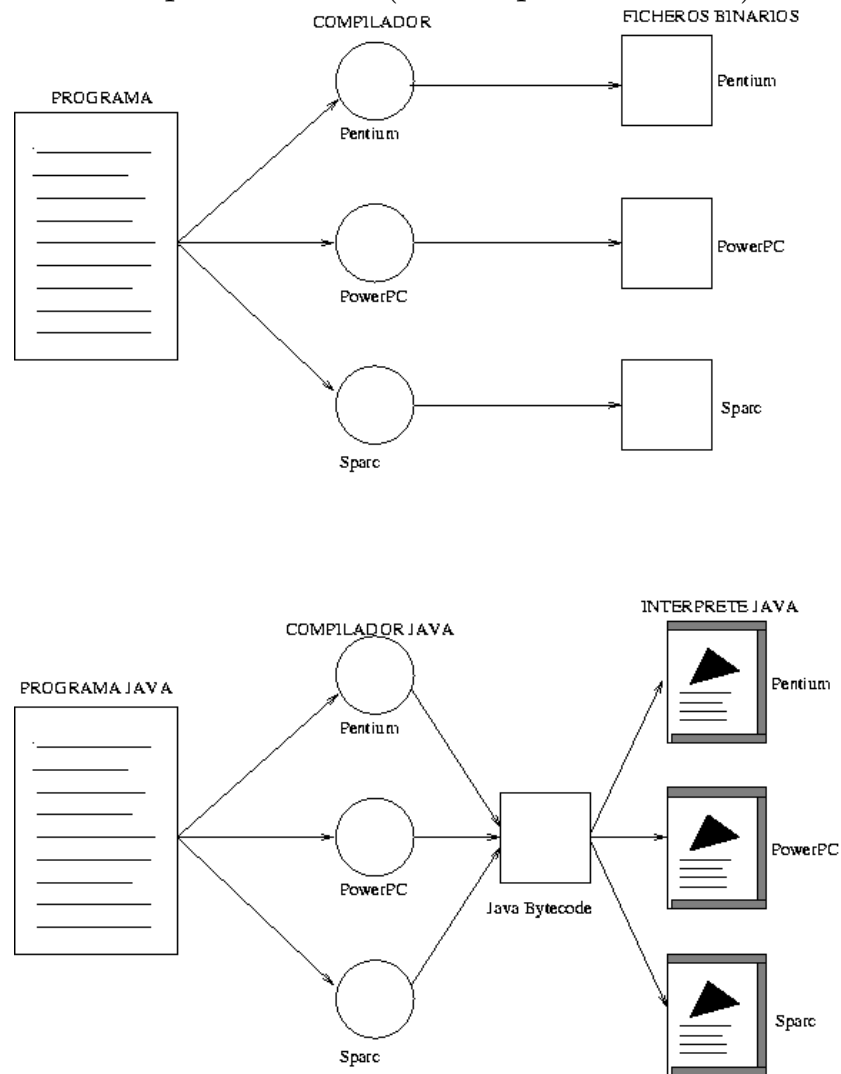 COMPILADOR
FICHEROS BINARIOS
PROGRAMA
Pentium
Pentium
PowerPC
PowerPC
Sparc
Sparc
INTERPRETE JAVA
COMPILADOR JAVA
PROGRAMA JAVA
Pentium
Pentium
PowerPC
PowerPC
Java Bytecode
Sparc
Sparc